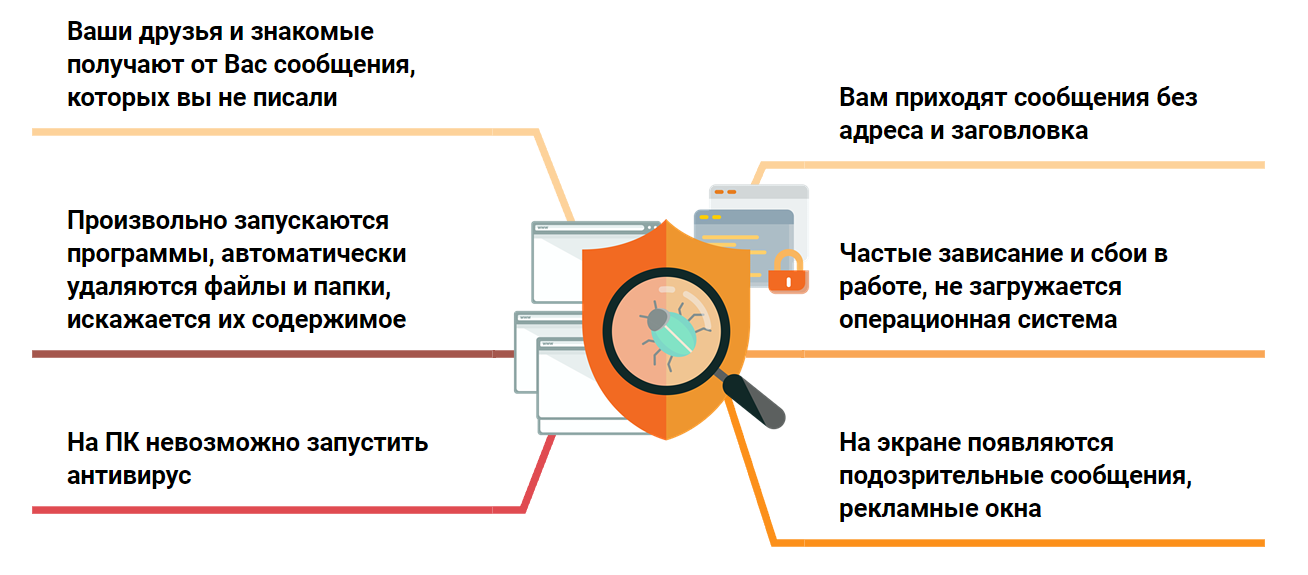 Ваши друзья и знакомые
получают от Вас сообщения,
которых вы не писали
Произвольно запускаются
программы, автоматически
удаляются файлы и папки,
искажается их содержимое
На ПК невозможно запустить
антивирус
Вам приходят сообщения без
адреса и заговловка
Частые зависание и сбои в
работе, не загружается
операционная система
На экране появляются
подозрительные сообщения,
рекламные окна